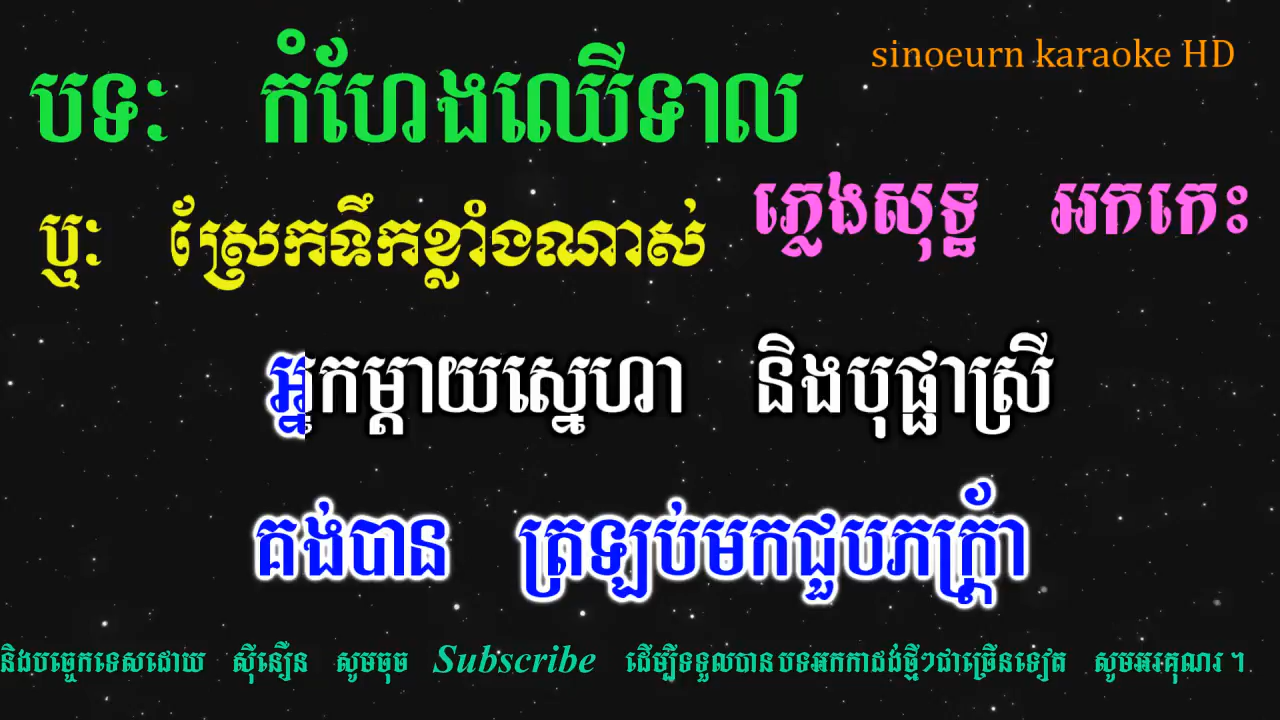 sinoeurn karaoke HD
បទៈ កំហែងឈើទាល
ឬៈ ស្រែកទឹកខ្លាំងណាស់
ភ្លេងសុទ្ឋ អកកេះ
អ្នកម្ដាយស្នេហា និងបុផ្ផាស្រី
គង់បាន ត្រឡប់មកជួបភក្ត្រ័ា
និងបច្ចេកទេសដោយ ស៊ីនឿន សូមចុច Subscribe ដើម្បីទទួលបានបទអកកាដង់ថ្មីៗជាច្រើនទៀត សូមអរគុណរ ។